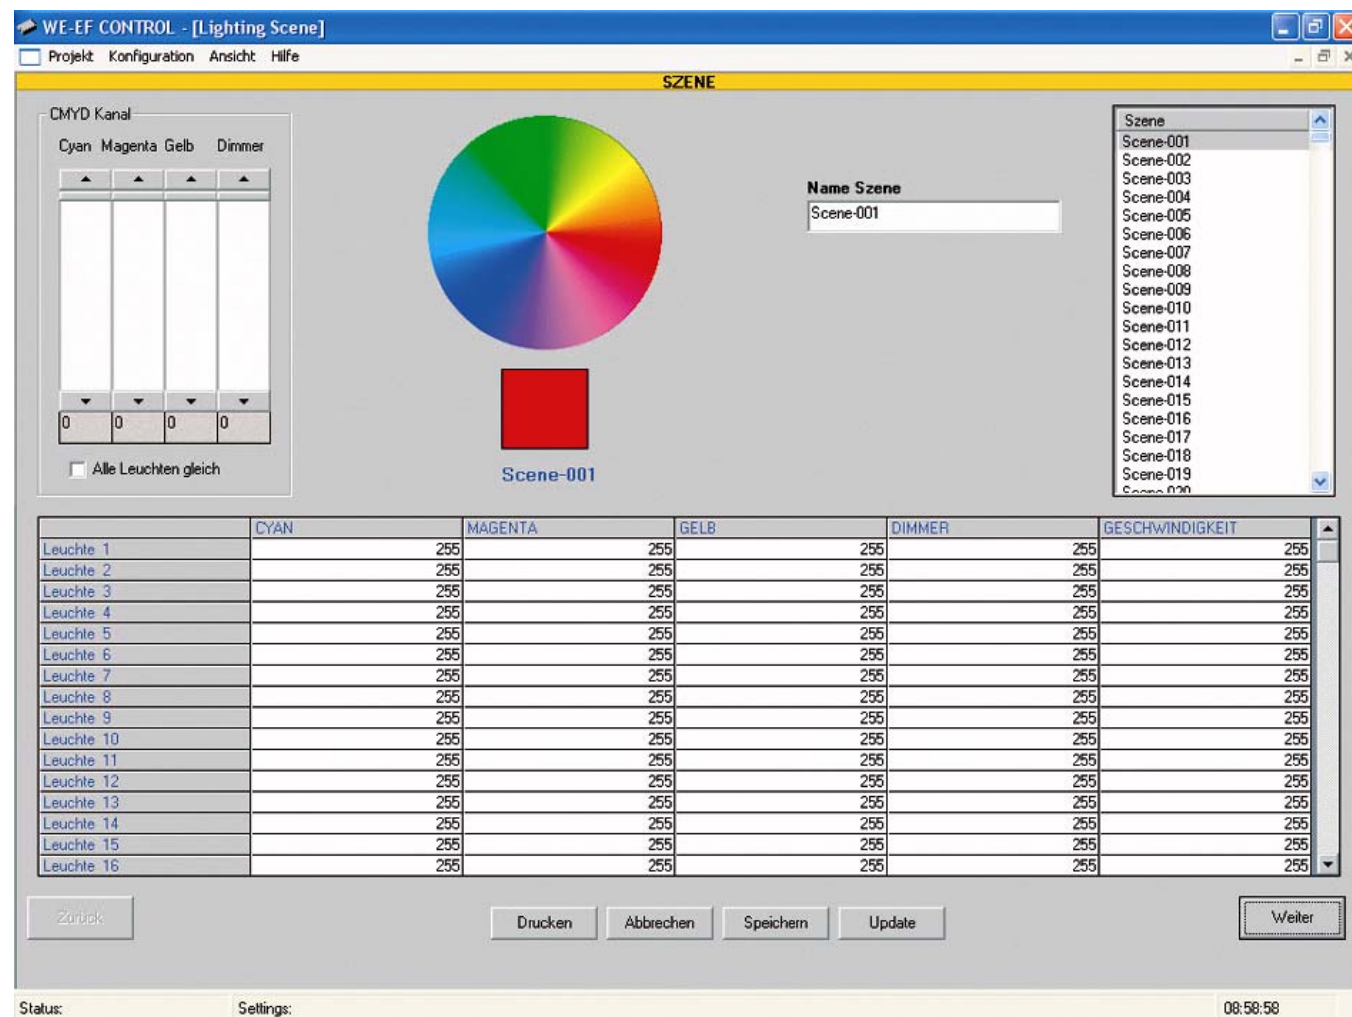 WE-EF CONTROL - [Lighting Scene]
Projekt Konfiguration Ansicht Hilfe
SZENE
CMYD Kanal
Cyan Magenta Gelb Dimmer
0 0 0 0
Alle Leuchten gleich
Scene-001
Name Szene
Scene-001
Szene
Scene-001
Scene-002
Scene-003
Scene-004
Scene-005
Scene-006
Scene-007
Scene-008
Scene-009
Scene-010
Scene-011
Scene-012
Scene-013
Scene-014
Scene-015
Scene-016
Scene-017
Scene-018
Scene-019
Scene-020
CYAN MAGENTA GELB DIMMER GESCHWINDIGKEIT
Leuchte 1 255 255 255 255 255
Leuchte 2 255 255 255 255 255
Leuchte 3 255 255 255 255 255
Leuchte 4 255 255 255 255 255
Leuchte 5 255 255 255 255 255
Leuchte 6 255 255 255 255 255
Leuchte 7 255 255 255 255 255
Leuchte 8 255 255 255 255 255
Leuchte 9 255 255 255 255 255
Leuchte 10 255 255 255 255 255
Leuchte 11 255 255 255 255 255
Leuchte 12 255 255 255 255 255
Leuchte 13 255 255 255 255 255
Leuchte 14 255 255 255 255 255
Leuchte 15 255 255 255 255 255
Leuchte 16 255 255 255 255 255
Zurück Drucken Abbrechen Speichern Update Weiter
Status: Settings: 08:58:58